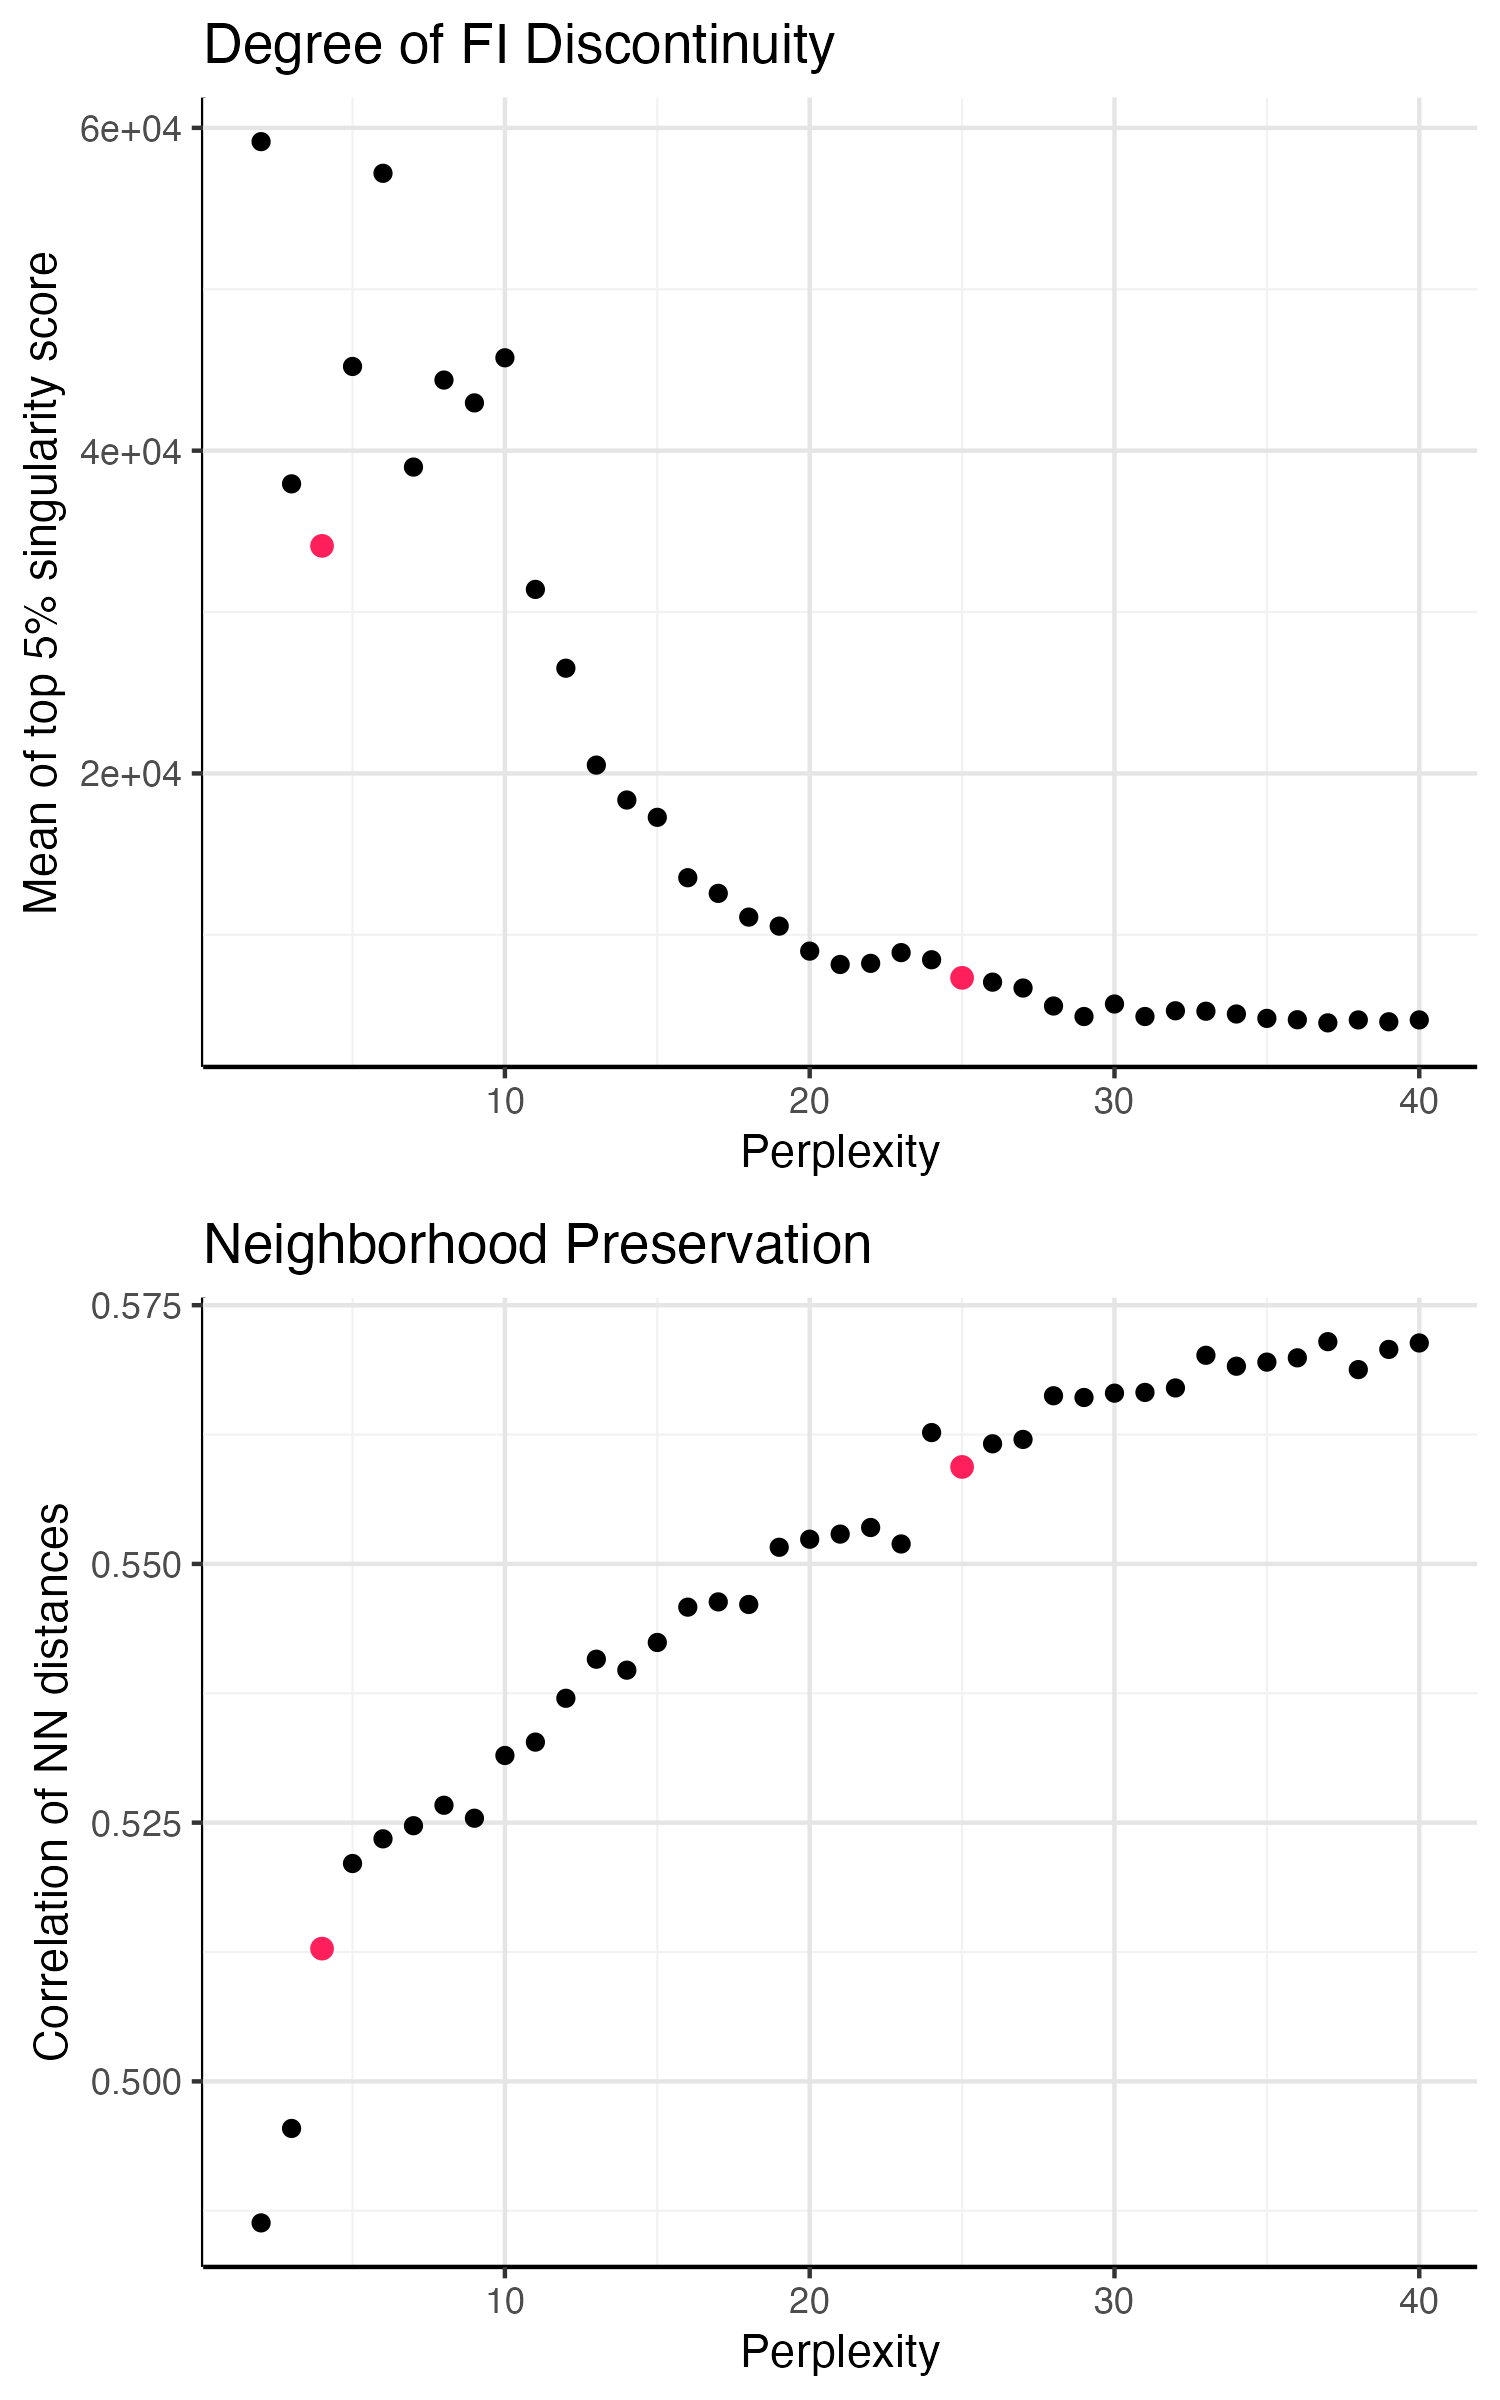 Degree of FI Discontinuity
Mean of top 5% singularity score
6e+04
4e+04
2e+04
10 20 30 40
Perplexity
Neighborhood Preservation
Correlation of NN distances
0.575
0.550
0.525
0.500
10 20 30 40
Perplexity